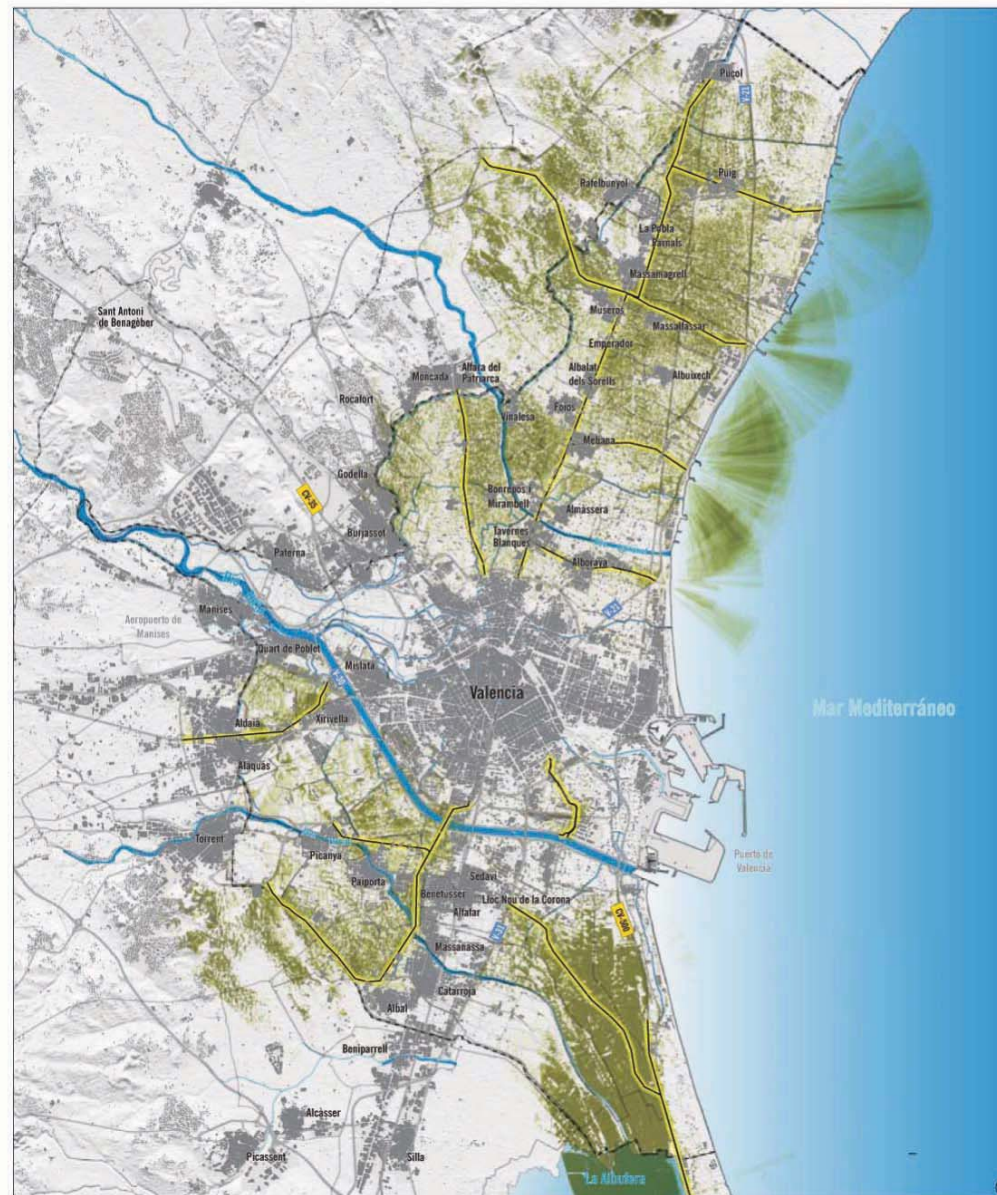 Puçol
V-21
Rafelbunyol
Puig
La Pobla
Farnals
Massamagrell
Sant Antoni
de Benagéber
Museros
Massalfassar
Emperador
Moncada
Alfara del
Patriarca
Albalat
dels Sorells
Albuixech
Rocafort
Vinalesa
Foios
Meliana
Godella
CV-35
Bonrepòs i
Mirambell
Almàssera
Burjassot
Tavernes
Blanques
Paterna
Alboraya
V-21
Manises
Aeropuerto de
Manises
Quart de Poblet
Mislata
Valencia
Mar Mediterráneo
Aldaia
Xirivella
Alaquàs
Torrent
Picanya
Puerto de
Valencia
Paiporta
Sedaví
Benetússer
Lloc Nou de la Corona
Alfafar
CV-500
V-31
Massanassa
Catarroja
Albal
Beniparrell
Alcàsser
Picassent
Silla
La Albufera